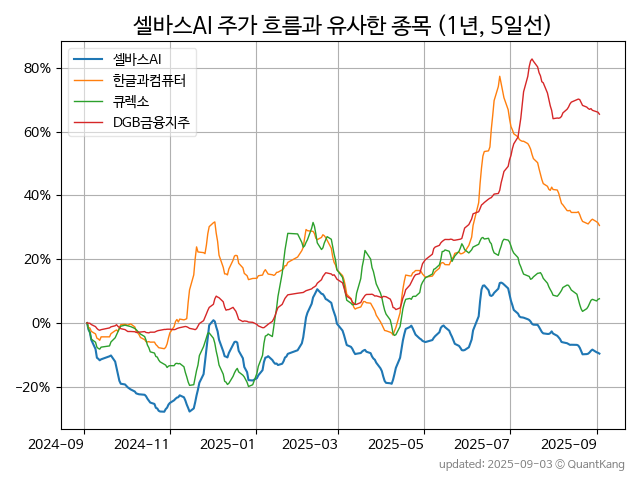 셀바스AI 주가 흐름과 유사한 종목 (1년, 5일선)
셀바스AI
한글과컴퓨터
큐렉소
DGB금융지주
80%
60%
40%
20%
0%
−20%
2024-09 2024-11 2025-01 2025-03 2025-05 2025-07 2025-09
updated: 2025-09-03 © QuantKang